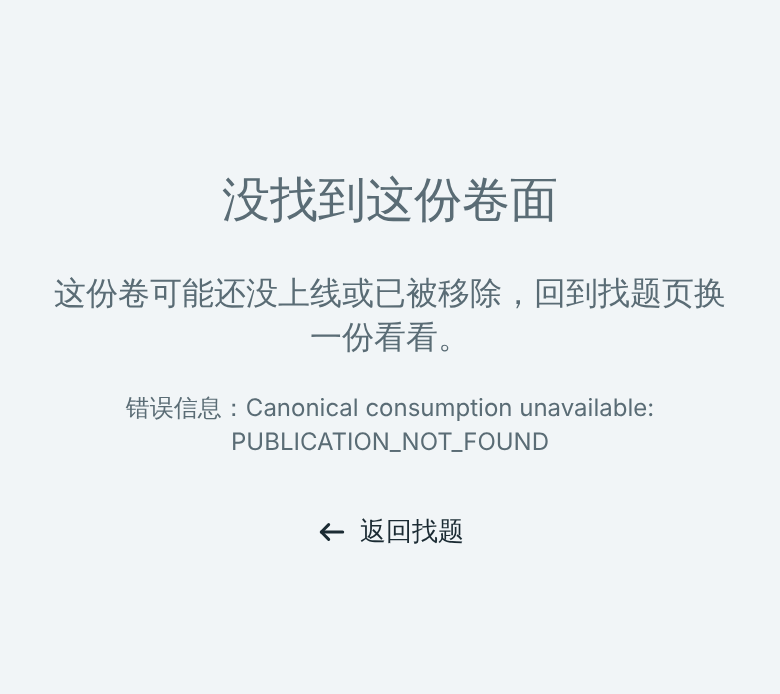 没找到这份卷面
这份卷可能还没上线或已被移除，回到找题页换
一份看看。
错误信息：Canonical consumption unavailable:
PUBLICATION_NOT_FOUND
← 返回找题